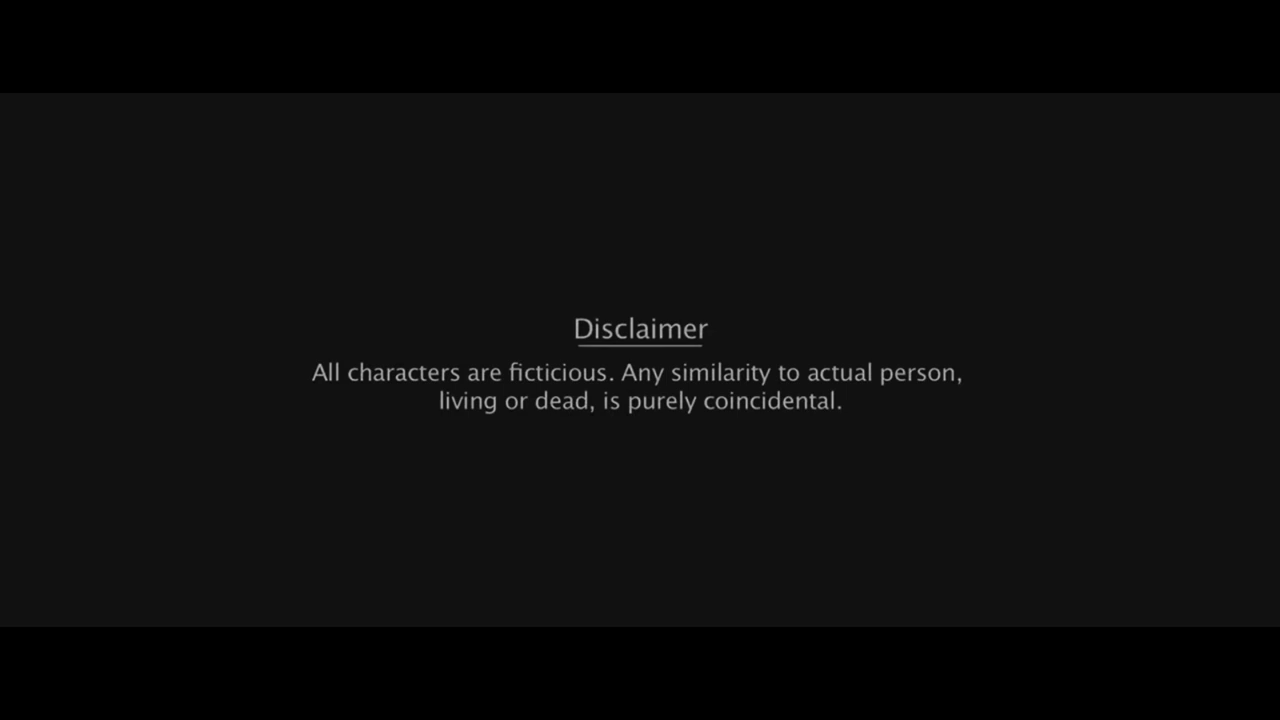 Disclaimer
All characters are ficticious. Any similarity to actual person,
living or dead, is purely coincidental.